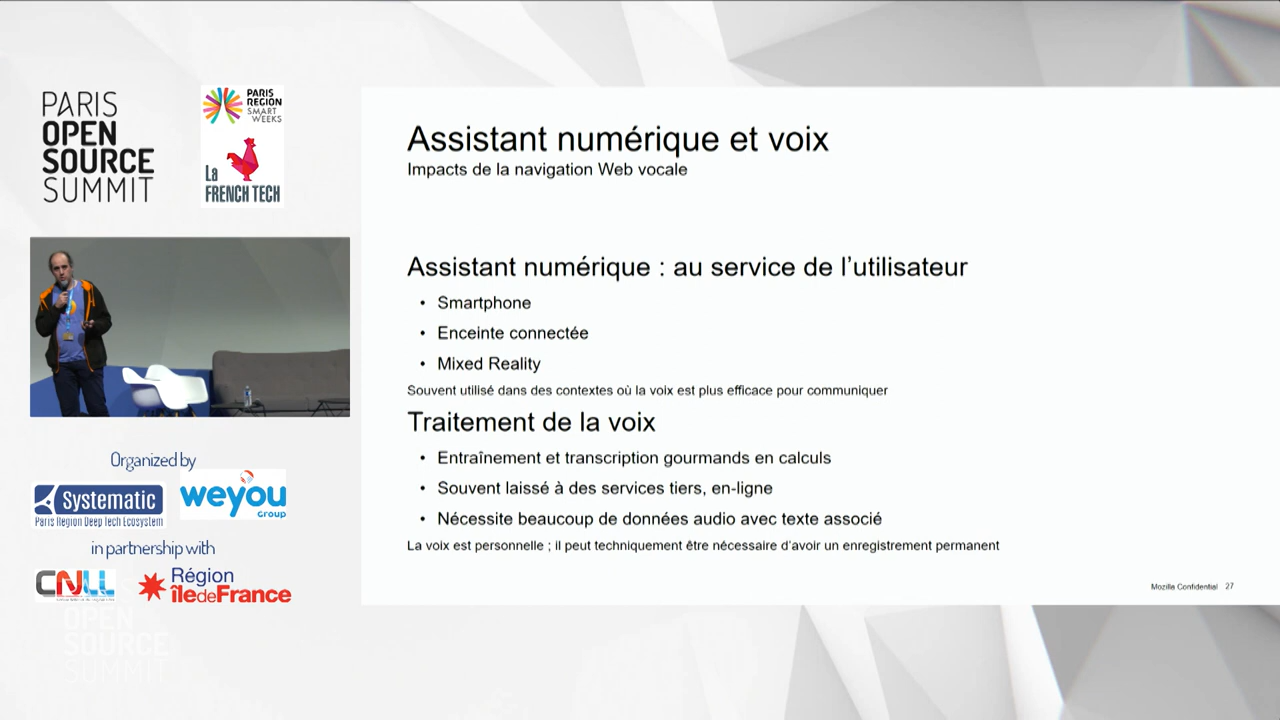 PARIS
OPEN
SOURCE
SUMMIT
PARIS
REGION
SMART
WEEKS
La
FRENCH TECH
Assistant numérique et voix
Impacts de la navigation Web vocale
Assistant numérique : au service de l’utilisateur
• Smartphone
• Enceinte connectée
• Mixed Reality
Souvent utilisé dans des contextes où la voix est plus efficace pour communiquer
Traitement de la voix
• Entraînement et transcription gourmands en calculs
• Souvent laissé à des services tiers, en-ligne
• Nécessite beaucoup de données audio avec texte associé
La voix est personnelle ; il peut techniquement être nécessaire d’avoir un enregistrement permanent
Mozilla Confidential 27
Organized by
Systematic
Paris Region Deep Tech Ecosystem
weyou
GROUP
in partnership with
CNLL
Région
îledeFrance
OPEN
SOURCE
SUMMIT